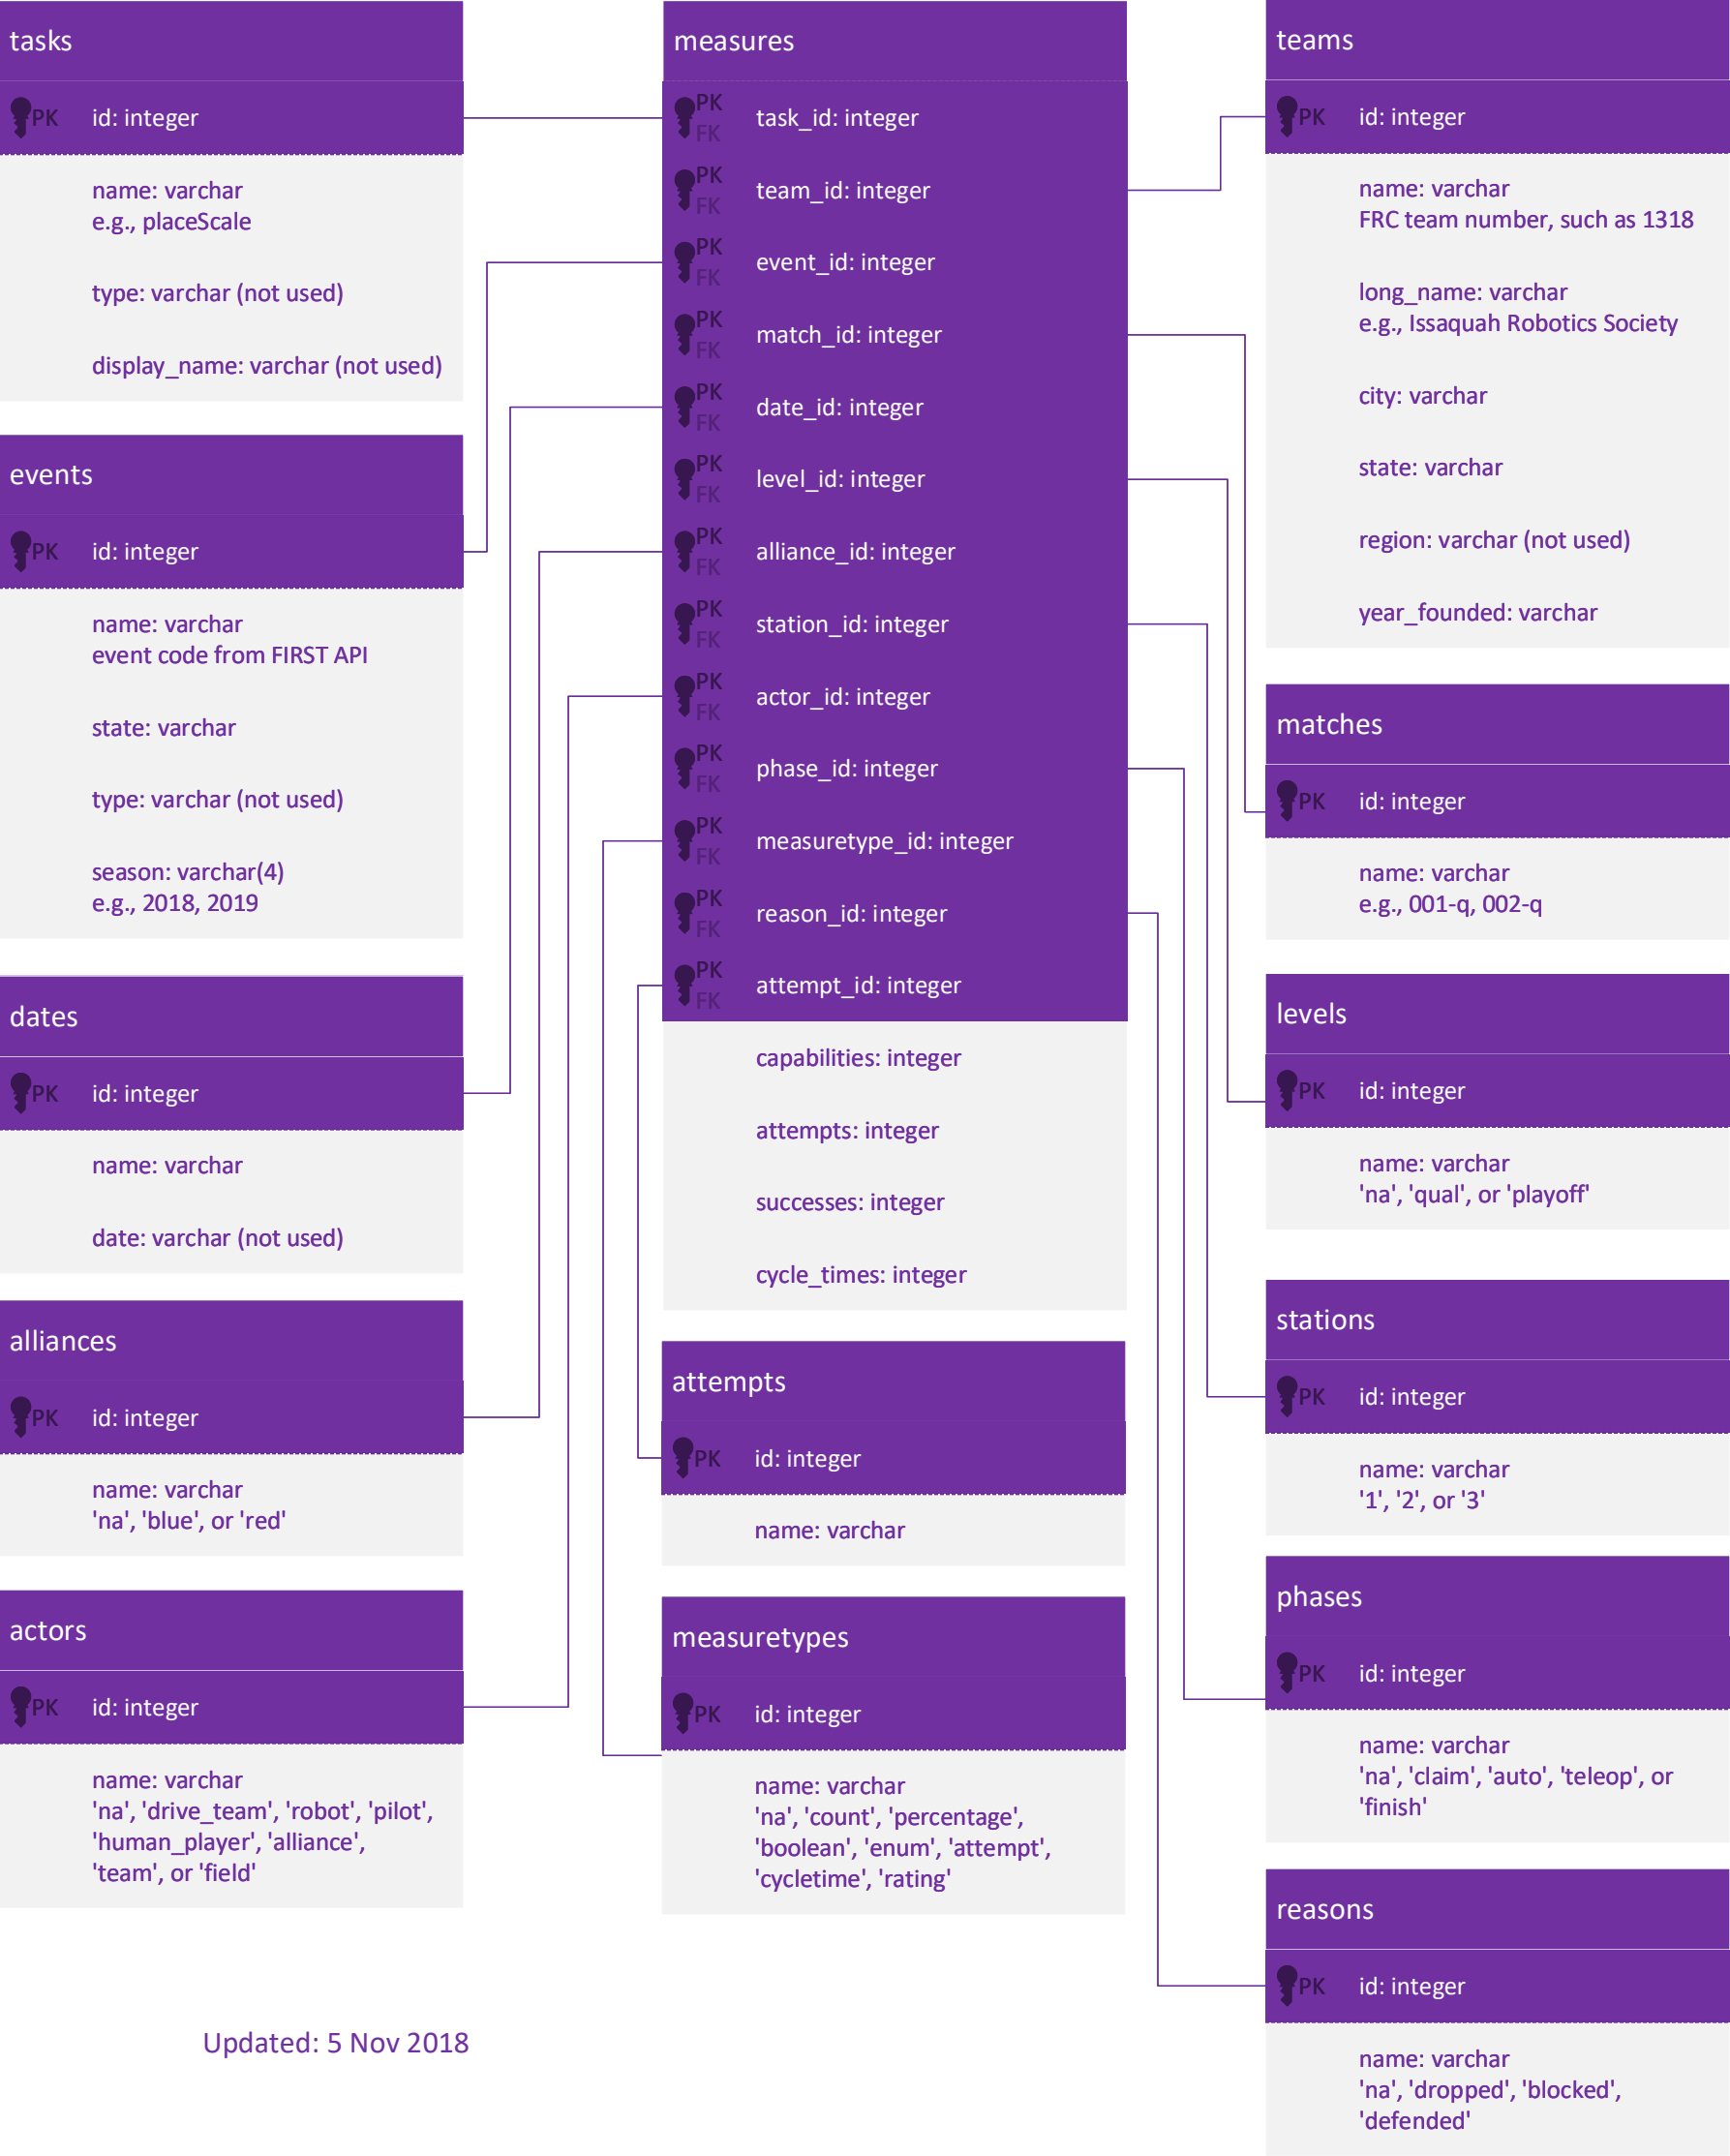 tasks
PK id: integer
name: varchar
e.g., placeScale
type: varchar (not used)
display_name: varchar (not used)
events
PK id: integer
name: varchar
event code from FIRST API
state: varchar
type: varchar (not used)
season: varchar(4)
e.g., 2018, 2019
dates
PK id: integer
name: varchar
date: varchar (not used)
alliances
PK id: integer
name: varchar
'na', 'blue', or 'red'
actors
PK id: integer
name: varchar
'na', 'drive_team', 'robot', 'pilot',
'human_player', 'alliance',
'team', or 'field'
Updated: 5 Nov 2018
measures
PK
FK
task_id: integer
PK
FK
team_id: integer
PK
FK
event_id: integer
PK
FK
match_id: integer
PK
FK
date_id: integer
PK
FK
level_id: integer
PK
FK
alliance_id: integer
PK
FK
station_id: integer
PK
FK
actor_id: integer
PK
FK
phase_id: integer
PK
FK
measuretype_id: integer
PK
FK
reason_id: integer
PK
FK
attempt_id: integer
capabilities: integer
attempts: integer
successes: integer
cycle_times: integer
attempts
PK id: integer
name: varchar
measuretypes
PK id: integer
name: varchar
'na', 'count', 'percentage',
'boolean', 'enum', 'attempt',
'cycletime', 'rating'
teams
PK id: integer
name: varchar
FRC team number, such as 1318
long_name: varchar
e.g., Issaquah Robotics Society
city: varchar
state: varchar
region: varchar (not used)
year_founded: varchar
matches
PK id: integer
name: varchar
e.g., 001-q, 002-q
levels
PK id: integer
name: varchar
'na', 'qual', or 'playoff'
stations
PK id: integer
name: varchar
'1', '2', or '3'
phases
PK id: integer
name: varchar
'na', 'claim', 'auto', 'teleop', or
'finish'
reasons
PK id: integer
name: varchar
'na', 'dropped', 'blocked',
'defended'